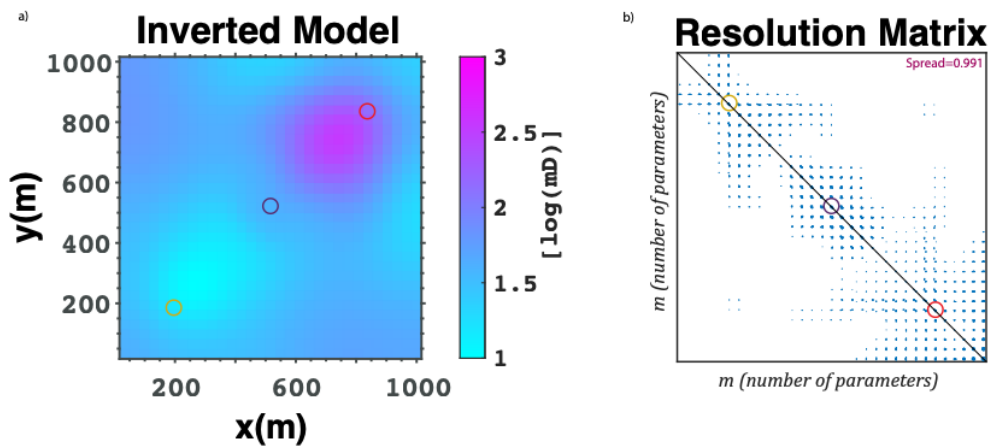 a)
Inverted Model
1000
800
600
400
200
y(m)
200 600 1000
x(m)
3
2.5
2
1.5
1
[log(mD)]
b)
Resolution Matrix
Spread=0.991
m (number of parameters)
m (number of parameters)